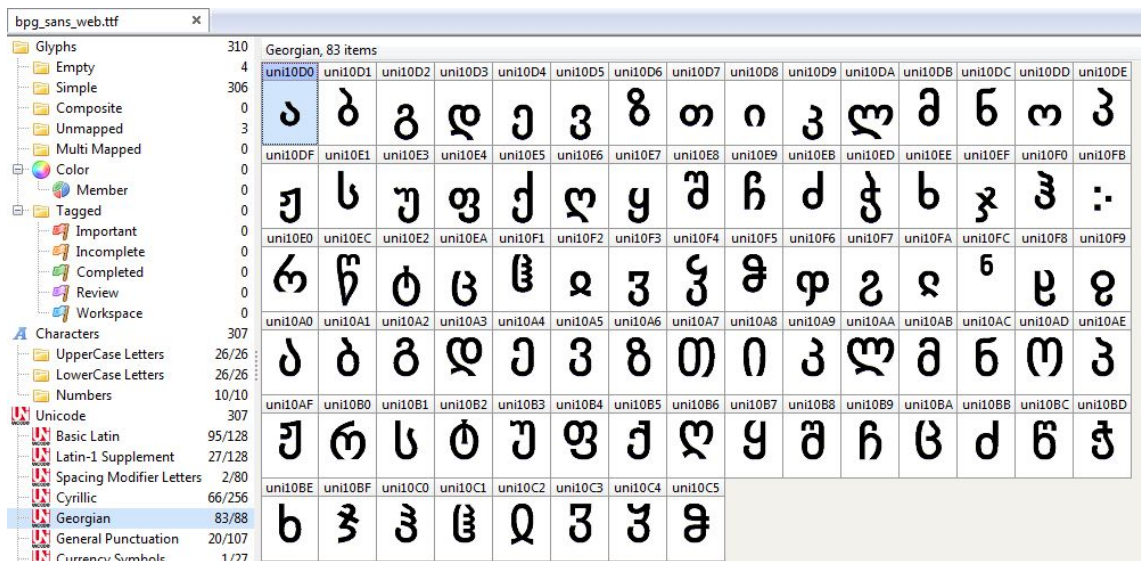 bpg_sans_web.ttf ×
Glyphs 310
Empty 4
Simple 306
Composite 0
Unmapped 3
Multi Mapped 0
Color 0
Member 0
Tagged 0
Important 0
Incomplete 0
Completed 0
Review 0
Workspace 0
Characters 307
UpperCase Letters 26/26
LowerCase Letters 26/26
Numbers 10/10
Unicode 307
Basic Latin 95/128
Latin-1 Supplement 27/128
Spacing Modifier Letters 2/80
Cyrillic 66/256
Georgian 83/88
General Punctuation 20/107
Currency Symbols 1/27
Georgian, 83 items
uni10D0 uni10D1 uni10D2 uni10D3 uni10D4 uni10D5 uni10D6 uni10D7 uni10D8 uni10D9 uni10DA uni10DB uni10DC uni10DD uni10DE
ა ბ გ დ ე ვ ზ თ ი კ ლ მ ნ ო პ
uni10DF uni10E1 uni10E3 uni10E4 uni10E5 uni10E6 uni10E7 uni10E8 uni10E9 uni10EB uni10ED uni10EE uni10EF uni10F0 uni10FB
ჟ ს უ ფ ქ ღ ყ შ ჩ ძ ჭ ხ ჯ ჰ ჻
uni10E0 uni10EC uni10E2 uni10EA uni10F1 uni10F2 uni10F3 uni10F4 uni10F5 uni10F6 uni10F7 uni10FA uni10FC uni10F8 uni10F9
რ წ ტ ც ჱ ჲ ჳ ჴ ჵ ჶ ჷ ჺ ჼ ჸ ჹ
uni10A0 uni10A1 uni10A2 uni10A3 uni10A4 uni10A5 uni10A6 uni10A7 uni10A8 uni10A9 uni10AA uni10AB uni10AC uni10AD uni10AE
ა ბ გ დ ე ვ ზ თ ი კ ლ მ ნ ო პ
uni10AF uni10B0 uni10B1 uni10B2 uni10B3 uni10B4 uni10B5 uni10B6 uni10B7 uni10B8 uni10B9 uni10BA uni10BB uni10BC uni10BD
ჟ რ ს ტ უ ფ ქ ღ ყ შ ჩ ც ძ წ ჭ
uni10BE uni10BF uni10C0 uni10C1 uni10C2 uni10C3 uni10C4 uni10C5
ხ ჯ ჰ ჱ ჲ ჳ ჴ ჵ